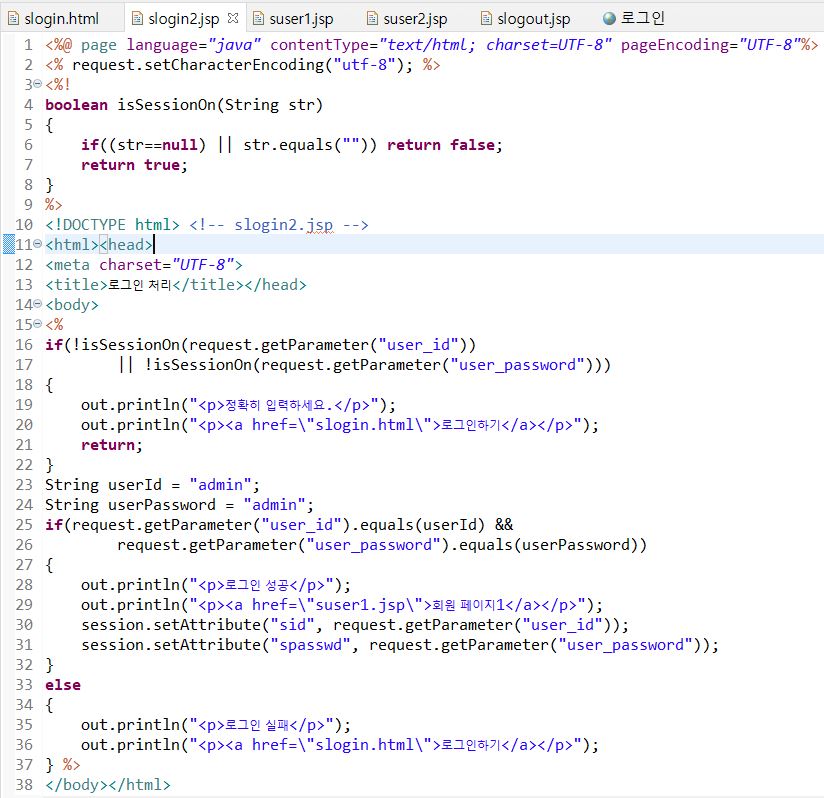 slogin.html slogin2.jsp suser1.jsp suser2.jsp slogout.jsp 로그인
1 <%@ page language="java" contentType="text/html; charset=UTF-8" pageEncoding="UTF-8"%>
2 <% request.setCharacterEncoding("utf-8"); %>
3 <%!
4 boolean isSessionOn(String str)
5 {
6     if((str==null) || str.equals("")) return false;
7     return true;
8 }
9 %>
10 <!DOCTYPE html> <!-- slogin2.jsp -->
11 <html><head>
12 <meta charset="UTF-8">
13 <title>로그인 처리</title></head>
14 <body>
15 <%
16 if(!isSessionOn(request.getParameter("user_id"))
17         || !isSessionOn(request.getParameter("user_password")))
18 {
19     out.println("<p>정확히 입력하세요.</p>");
20     out.println("<p><a href=\"slogin.html\">로그인하기</a></p>");
21     return;
22 }
23 String userId = "admin";
24 String userPassword = "admin";
25 if(request.getParameter("user_id").equals(userId) &&
26         request.getParameter("user_password").equals(userPassword))
27 {
28     out.println("<p>로그인 성공</p>");
29     out.println("<p><a href=\"suser1.jsp\">회원 페이지1</a></p>");
30     session.setAttribute("sid", request.getParameter("user_id"));
31     session.setAttribute("spasswd", request.getParameter("user_password"));
32 }
33 else
34 {
35     out.println("<p>로그인 실패</p>");
36     out.println("<p><a href=\"slogin.html\">로그인하기</a></p>");
37 } %>
38 </body></html>